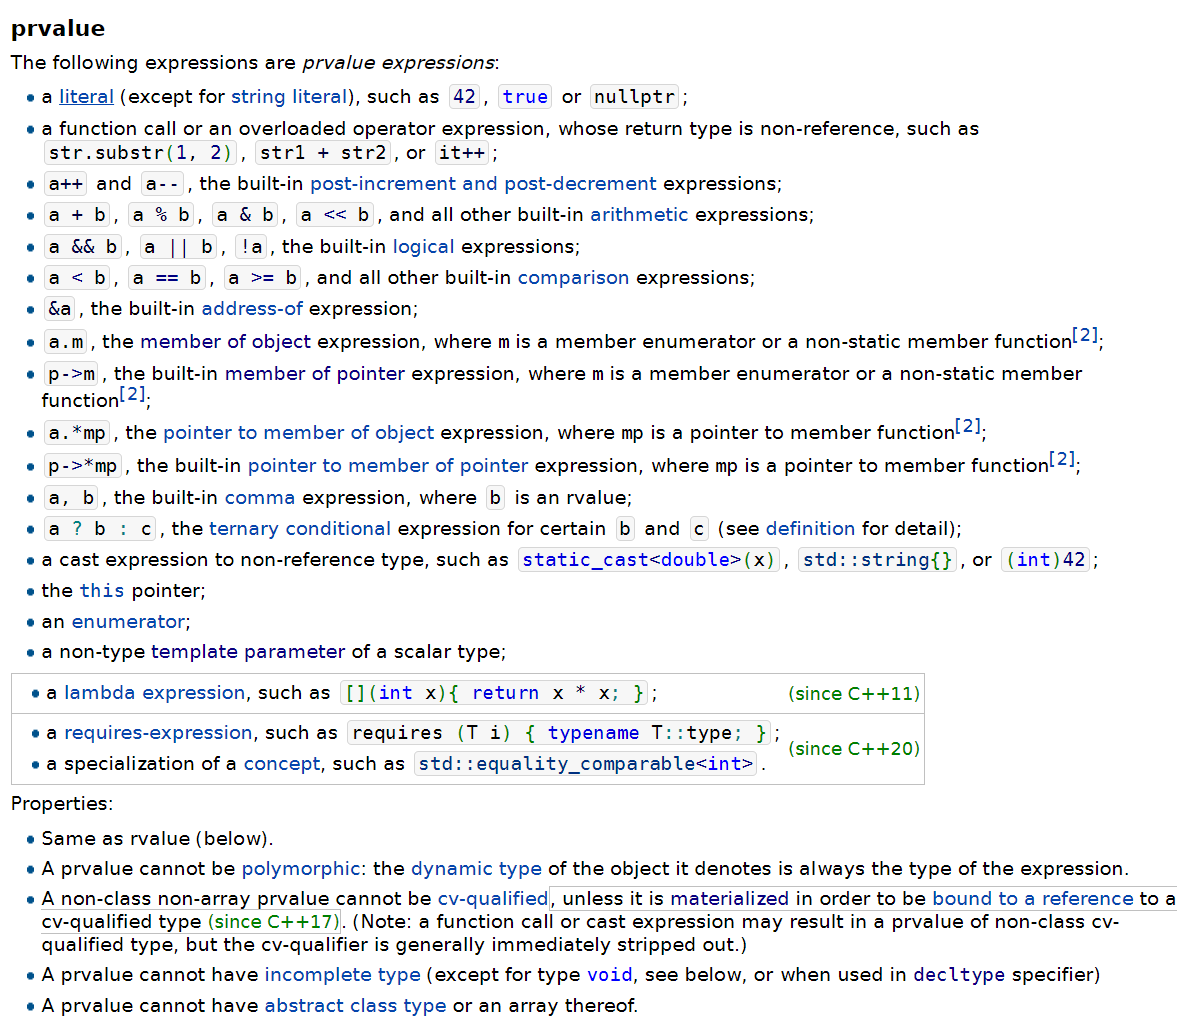 prvalue
The following expressions are prvalue expressions:
• a literal (except for string literal), such as 42, true or nullptr;
• a function call or an overloaded operator expression, whose return type is non-reference, such as
str.substr(1, 2), str1 + str2, or it++;
• a++ and a--, the built-in post-increment and post-decrement expressions;
• a + b, a % b, a & b, a << b, and all other built-in arithmetic expressions;
• a && b, a || b, !a, the built-in logical expressions;
• a < b, a == b, a >= b, and all other built-in comparison expressions;
• &a, the built-in address-of expression;
• a.m, the member of object expression, where m is a member enumerator or a non-static member function[2];
• p->m, the built-in member of pointer expression, where m is a member enumerator or a non-static member
function[2];
• a.*mp, the pointer to member of object expression, where mp is a pointer to member function[2];
• p->*mp, the built-in pointer to member of pointer expression, where mp is a pointer to member function[2];
• a, b, the built-in comma expression, where b is an rvalue;
• a ? b : c, the ternary conditional expression for certain b and c (see definition for detail);
• a cast expression to non-reference type, such as static_cast<double>(x), std::string{}, or (int)42;
• the this pointer;
• an enumerator;
• a non-type template parameter of a scalar type;
• a lambda expression, such as [](int x){ return x * x; }; (since C++11)
• a requires-expression, such as requires (T i) { typename T::type; };
(since C++20)
• a specialization of a concept, such as std::equality_comparable<int>.
Properties:
• Same as rvalue (below).
• A prvalue cannot be polymorphic: the dynamic type of the object it denotes is always the type of the expression.
• A non-class non-array prvalue cannot be cv-qualified, unless it is materialized in order to be bound to a reference to a
cv-qualified type (since C++17). (Note: a function call or cast expression may result in a prvalue of non-class cv-
qualified type, but the cv-qualifier is generally immediately stripped out.)
• A prvalue cannot have incomplete type (except for type void, see below, or when used in decltype specifier)
• A prvalue cannot have abstract class type or an array thereof.